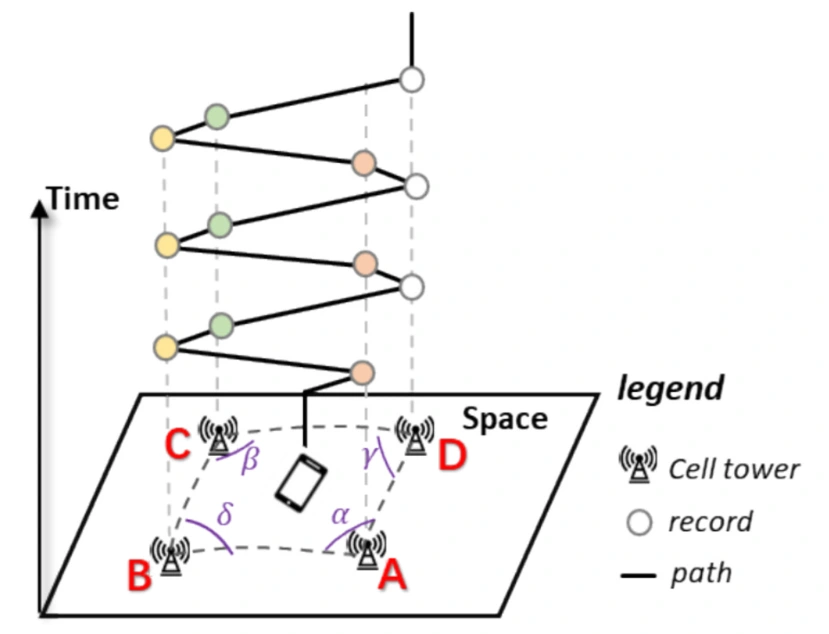 Time
legend
Space
C
D
β
γ
Cell tower
δ
α
record
B
A
path